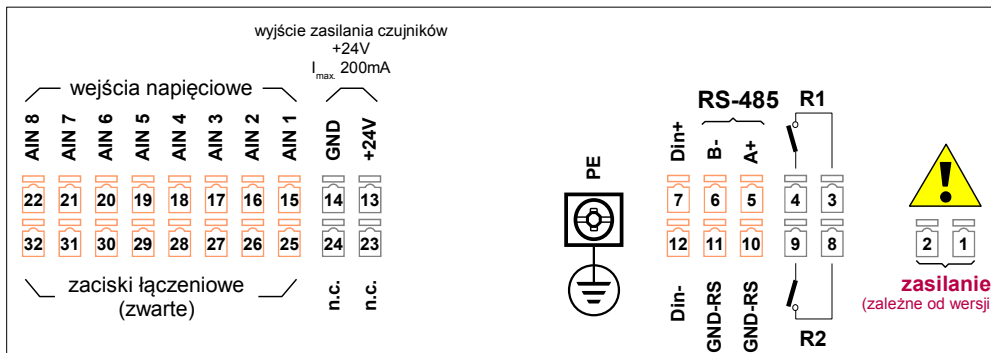 wyjście zasilania czujników
+24V
Imax. 200mA
wejścia napięciowe
AIN 8 AIN 7 AIN 6 AIN 5 AIN 4 AIN 3 AIN 2 AIN 1 GND +24V
22 21 20 19 18 17 16 15 14 13
32 31 30 29 28 27 26 25 24 23
zaciski łączeniowe
(zwarte)
n.c. n.c.
PE
RS-485 R1
Din+ B- A+
7 6 5 4 3
12 11 10 9 8
Din- GND-RS GND-RS
R2
!
2 1
zasilanie
(zależne od wersji